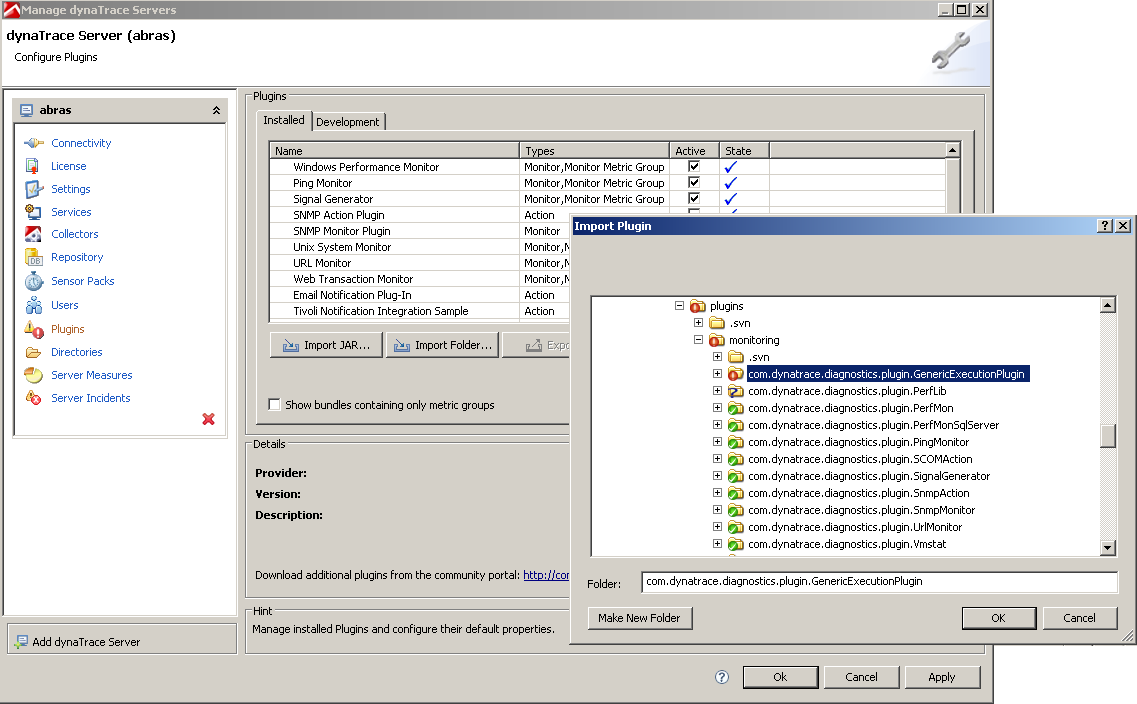 Manage dynaTrace Servers
dynaTrace Server (abras)
Configure Plugins
abras
Connectivity
License
Settings
Services
Collectors
Repository
Sensor Packs
Users
Plugins
Directories
Server Measures
Server Incidents
Add dynaTrace Server
Plugins
Installed Development
Name Types Active State
Windows Performance Monitor Monitor,Monitor Metric Group
Ping Monitor Monitor,Monitor Metric Group
Signal Generator Monitor,Monitor Metric Group
SNMP Action Plugin Action
SNMP Monitor Plugin Monitor
Unix System Monitor Monitor,M
URL Monitor Monitor,M
Web Transaction Monitor Monitor,M
Email Notification Plug-In Action
Tivoli Notification Integration Sample Action
Import JAR... Import Folder... Expo
Show bundles containing only metric groups
Details
Provider:
Version:
Description:
Download additional plugins from the community portal: http://cor
Hint
Manage installed Plugins and configure their default properties.
Ok Cancel Apply
Import Plugin
plugins
.svn
monitoring
.svn
com.dynatrace.diagnostics.plugin.GenericExecutionPlugin
com.dynatrace.diagnostics.plugin.PerfLib
com.dynatrace.diagnostics.plugin.PerfMon
com.dynatrace.diagnostics.plugin.PerfMonSqlServer
com.dynatrace.diagnostics.plugin.PingMonitor
com.dynatrace.diagnostics.plugin.SCOMAction
com.dynatrace.diagnostics.plugin.SignalGenerator
com.dynatrace.diagnostics.plugin.SnmpAction
com.dynatrace.diagnostics.plugin.SnmpMonitor
com.dynatrace.diagnostics.plugin.UrlMonitor
com.dynatrace.diagnostics.plugin.Vmstat
Folder: com.dynatrace.diagnostics.plugin.GenericExecutionPlugin
Make New Folder OK Cancel